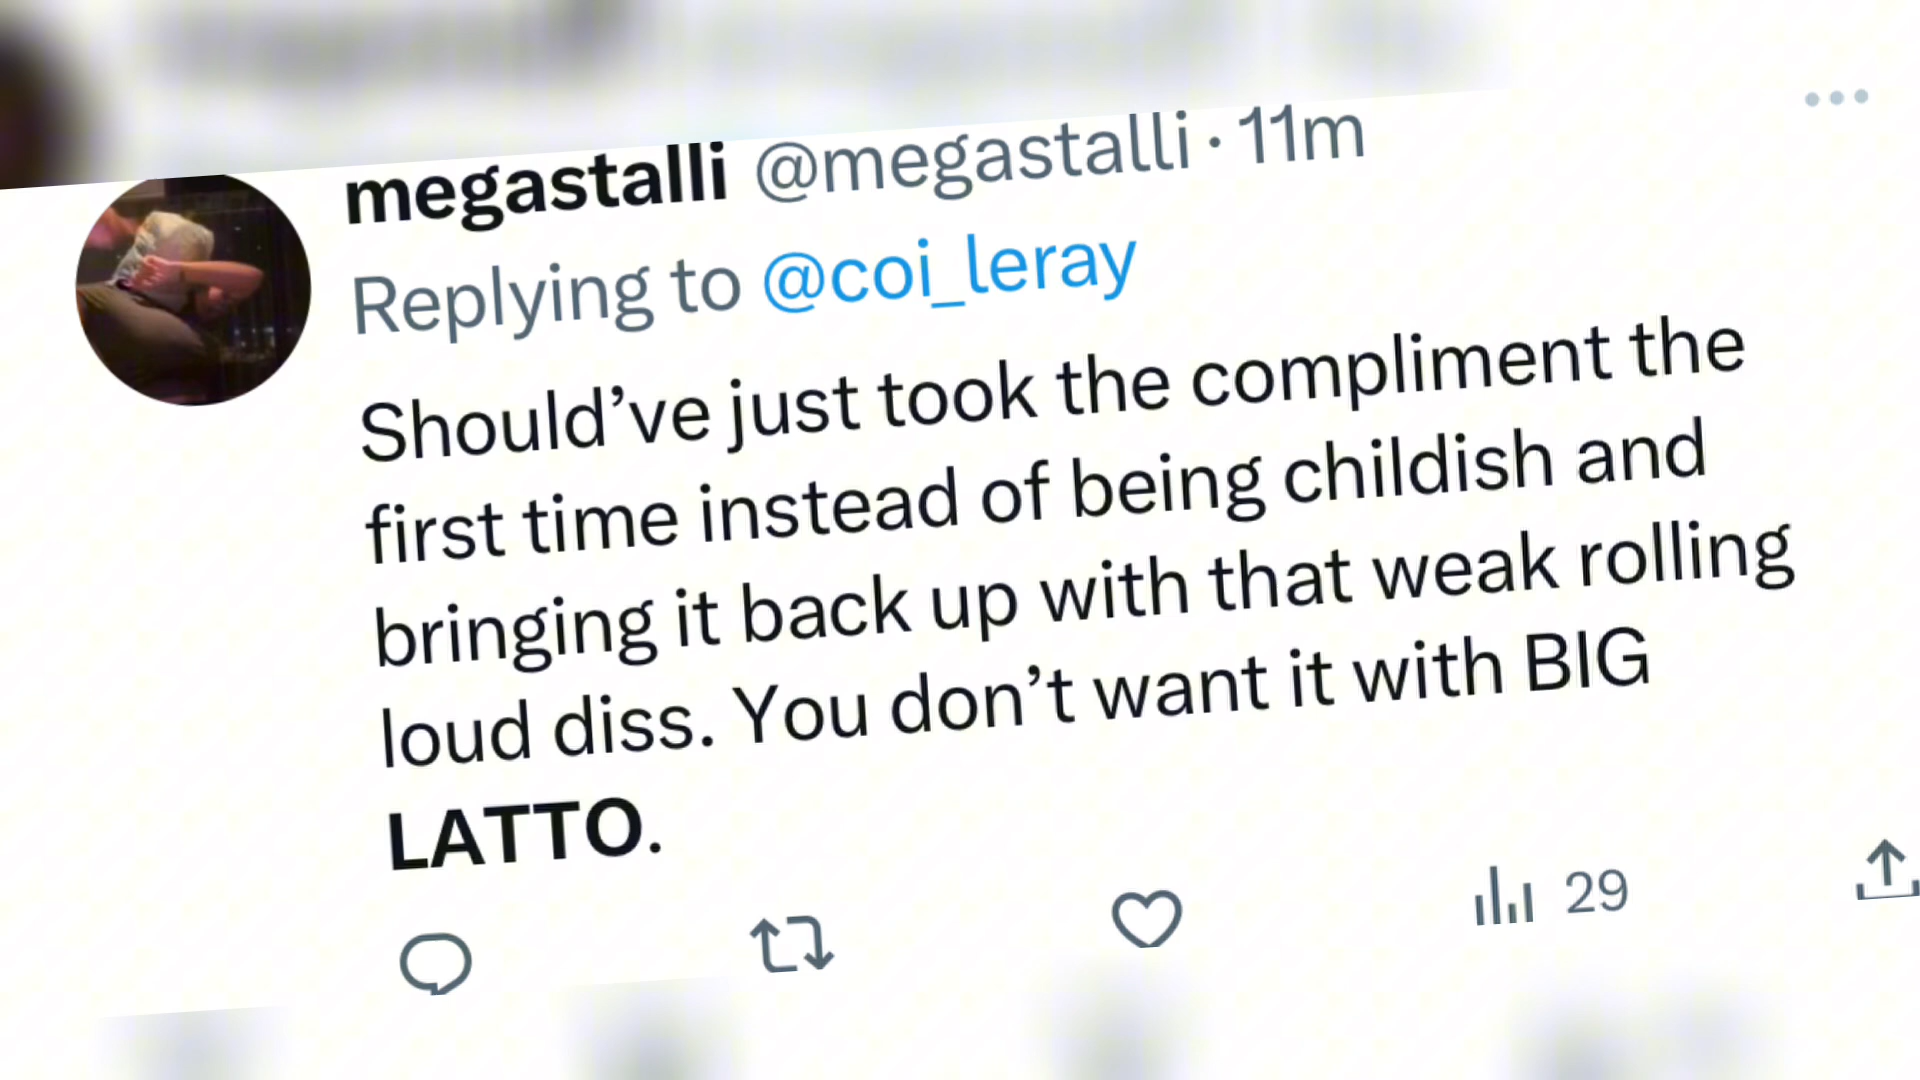 megastalli @megastalli · 11m
Replying to @coi_leray
Should’ve just took the compliment the
first time instead of being childish and
bringing it back up with that weak rolling
loud diss. You don’t want it with BIG
LATTO.
29